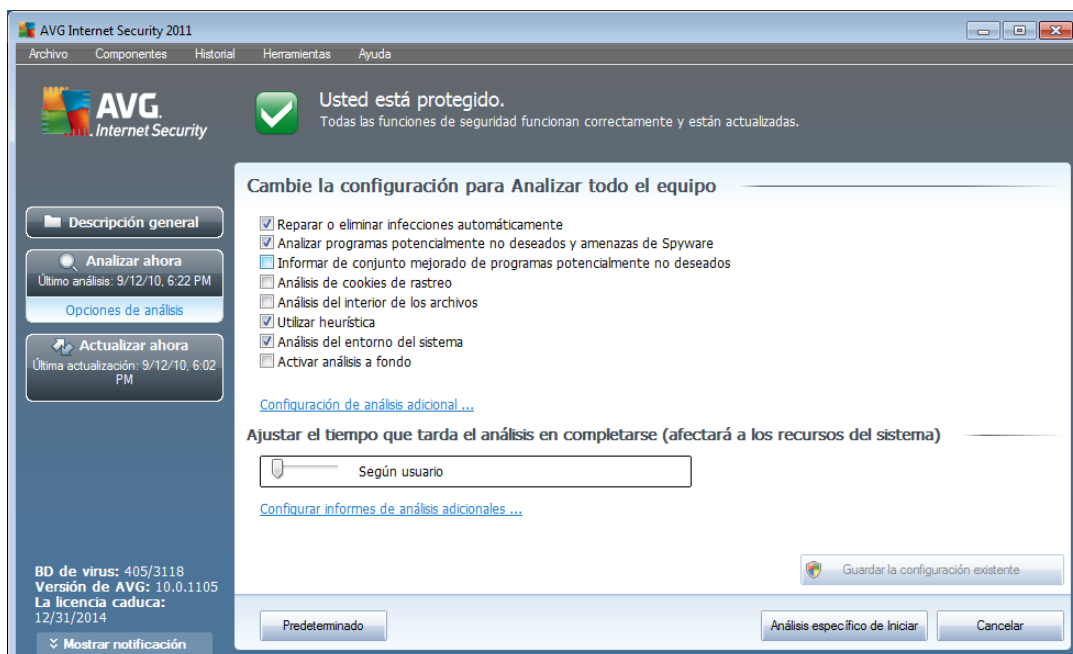 AVG Internet Security 2011
Archivo Componentes Historial Herramientas Ayuda
AVG.
Internet Security
Usted está protegido.
Todas las funciones de seguridad funcionan correctamente y están actualizadas.
Descripción general
Analizar ahora
Último análisis: 9/12/10, 6:22 PM
Opciones de análisis
Actualizar ahora
Última actualización: 9/12/10, 6:02
PM
BD de virus: 405/3118
Versión de AVG: 10.0.1105
La licencia caduca:
12/31/2014
Mostrar notificación
Cambie la configuración para Analizar todo el equipo
Reparar o eliminar infecciones automáticamente
Analizar programas potencialmente no deseados y amenazas de Spyware
Informar de conjunto mejorado de programas potencialmente no deseados
Análisis de cookies de rastreo
Análisis del interior de los archivos
Utilizar heurística
Análisis del entorno del sistema
Activar análisis a fondo
Configuración de análisis adicional ...
Ajustar el tiempo que tarda el análisis en completarse (afectará a los recursos del sistema)
Según usuario
Configurar informes de análisis adicionales ...
Guardar la configuración existente
Predeterminado
Análisis específico de Iniciar
Cancelar